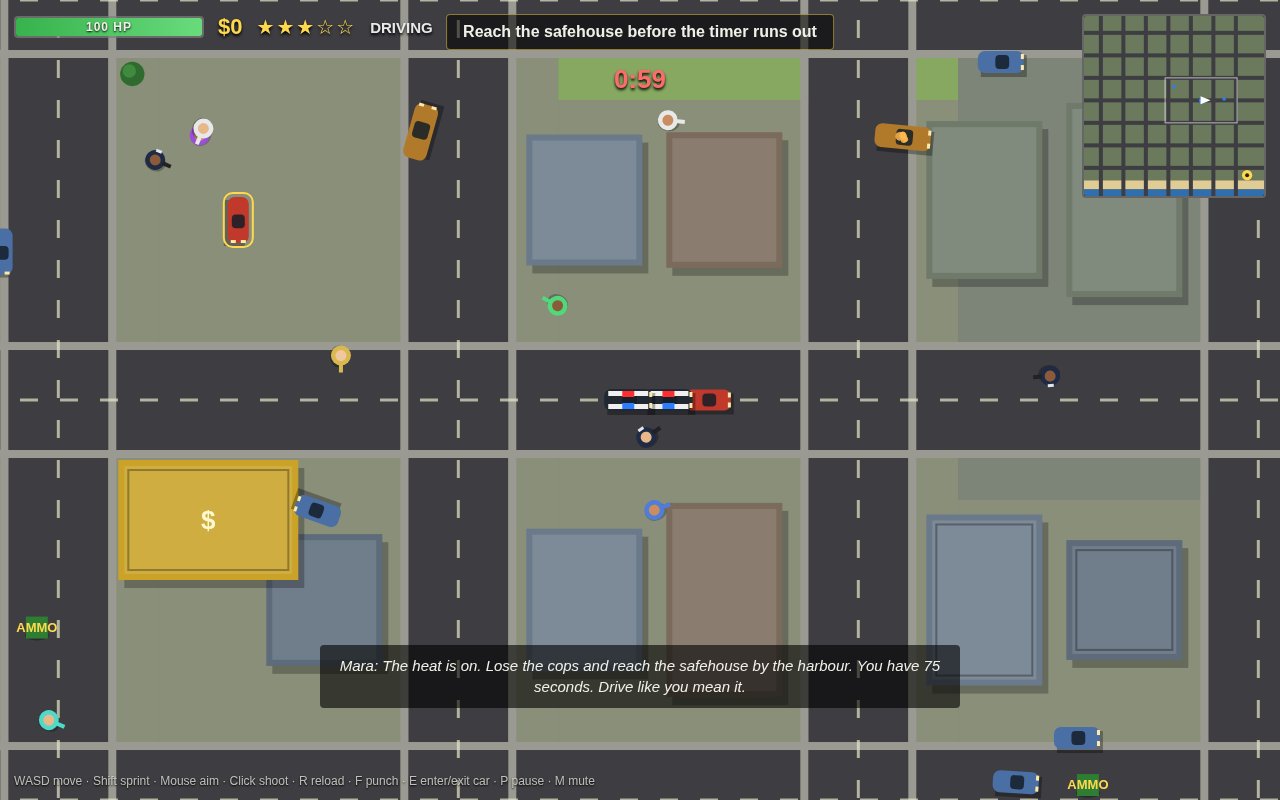 100 HP $0 ★★★☆☆ DRIVING
Reach the safehouse before the timer runs out
0:59
$
AMMO
Mara: The heat is on. Lose the cops and reach the safehouse by the harbour. You have 75
seconds. Drive like you mean it.
WASD move · Shift sprint · Mouse aim · Click shoot · R reload · F punch · E enter/exit car · P pause · M mute
AMMO